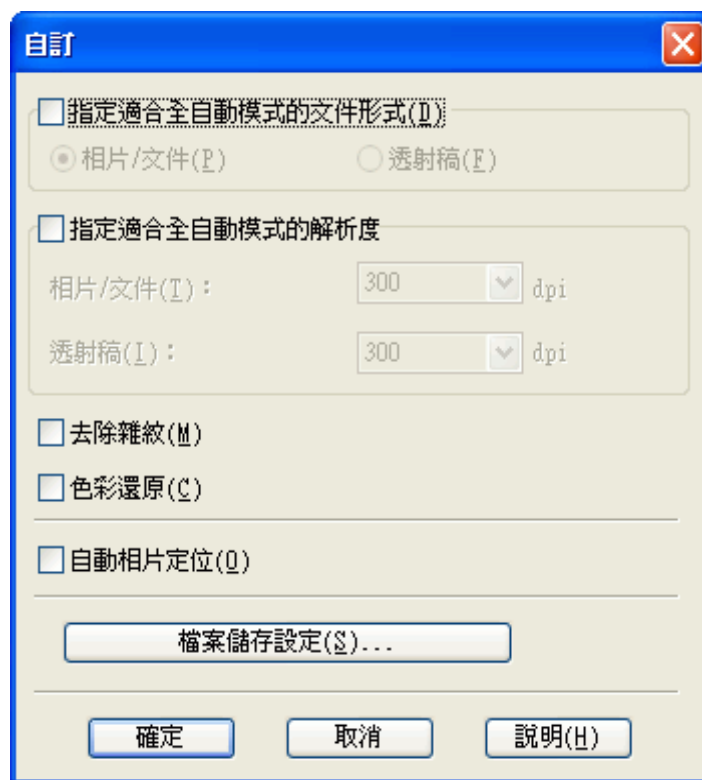 自訂
指定適合全自動模式的文件形式(D)
相片/文件(P) 透射稿(F)
指定適合全自動模式的解析度
相片/文件(T)： 300 dpi
透射稿(I)： 300 dpi
去除雜紋(M)
色彩還原(C)
自動相片定位(O)
檔案儲存設定(S)...
確定 取消 說明(H)